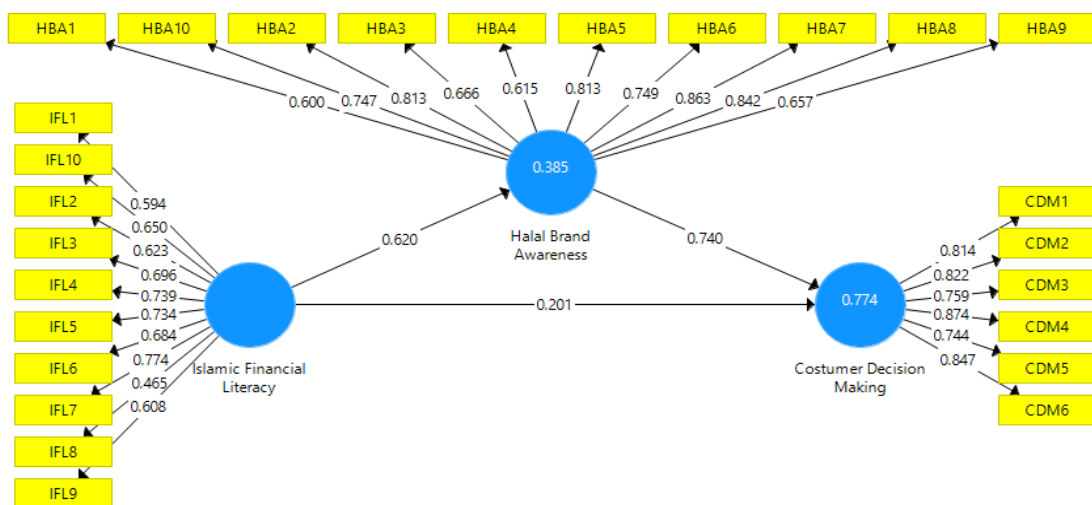 HBA1 HBA10 HBA2 HBA3 HBA4 HBA5 HBA6 HBA7 HBA8 HBA9
0.600 0.747 0.813 0.666 0.615 0.813 0.749 0.863 0.842 0.657
IFL1
IFL10
IFL2
IFL3
IFL4
IFL5
IFL6
IFL7
IFL8
IFL9
0.594
0.650
0.623
0.696
0.739
0.734
0.684
0.774
0.465
0.608
Islamic Financial
Literacy
0.620
0.385
Halal Brand
Awareness
0.740
0.201
0.774
Costumer Decision
Making
0.814
0.822
0.759
0.874
0.744
0.847
CDM1
CDM2
CDM3
CDM4
CDM5
CDM6